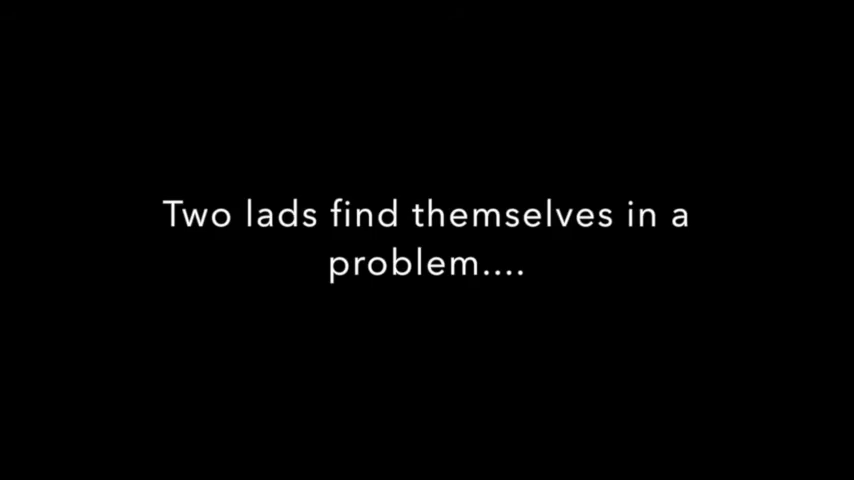 Two lads find themselves in a
problem....